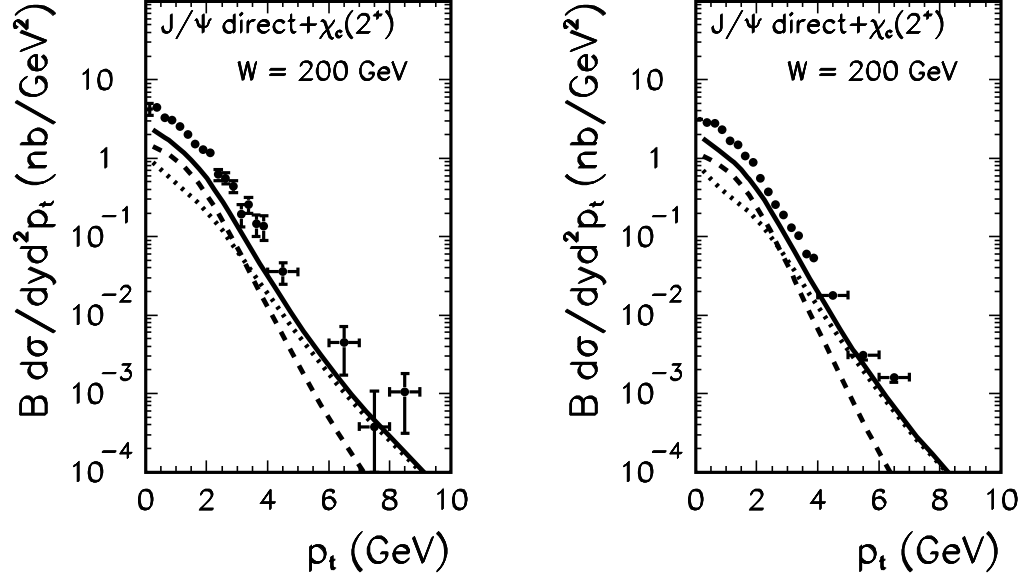 J/Ψ direct+χc(2⁺)
W = 200 GeV
B dσ/dyd²pt (nb/GeV²)
10
1
10⁻¹
10⁻²
10⁻³
10⁻⁴
0 2 4 6 8 10
pt (GeV)
J/Ψ direct+χc(2⁺)
W = 200 GeV
B dσ/dyd²pt (nb/GeV²)
10
1
10⁻¹
10⁻²
10⁻³
10⁻⁴
0 2 4 6 8 10
pt (GeV)